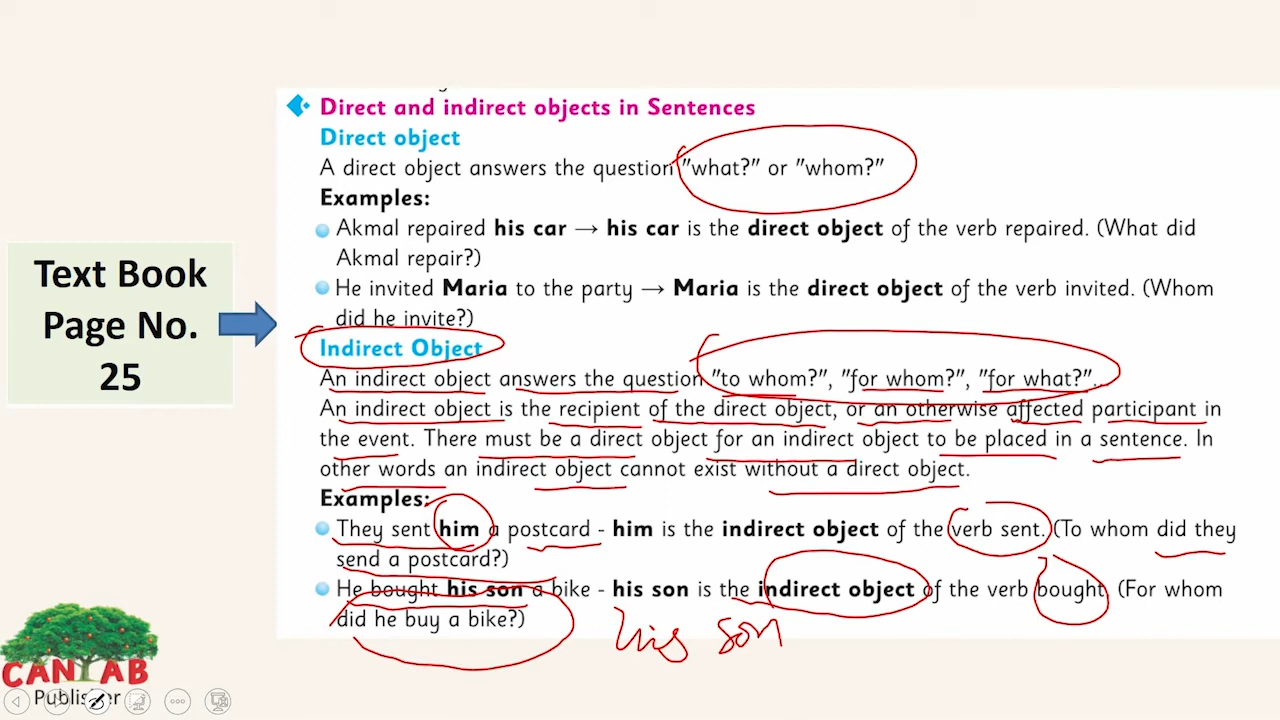 Direct and indirect objects in Sentences
Direct object
A direct object answers the question "what?" or "whom?"
Examples:
Akmal repaired his car → his car is the direct object of the verb repaired. (What did
Akmal repair?)
He invited Maria to the party → Maria is the direct object of the verb invited. (Whom
did he invite?)
Indirect Object
An indirect object answers the question "to whom?", "for whom?", "for what?"..
An indirect object is the recipient of the direct object, or an otherwise affected participant in
the event. There must be a direct object for an indirect object to be placed in a sentence. In
other words an indirect object cannot exist without a direct object.
Examples:
They sent him a postcard - him is the indirect object of the verb sent. (To whom did they
send a postcard?)
He bought his son a bike - his son is the indirect object of the verb bought. (For whom
did he buy a bike?)
his son
Text Book
Page No.
25
CANTAB
Publisher